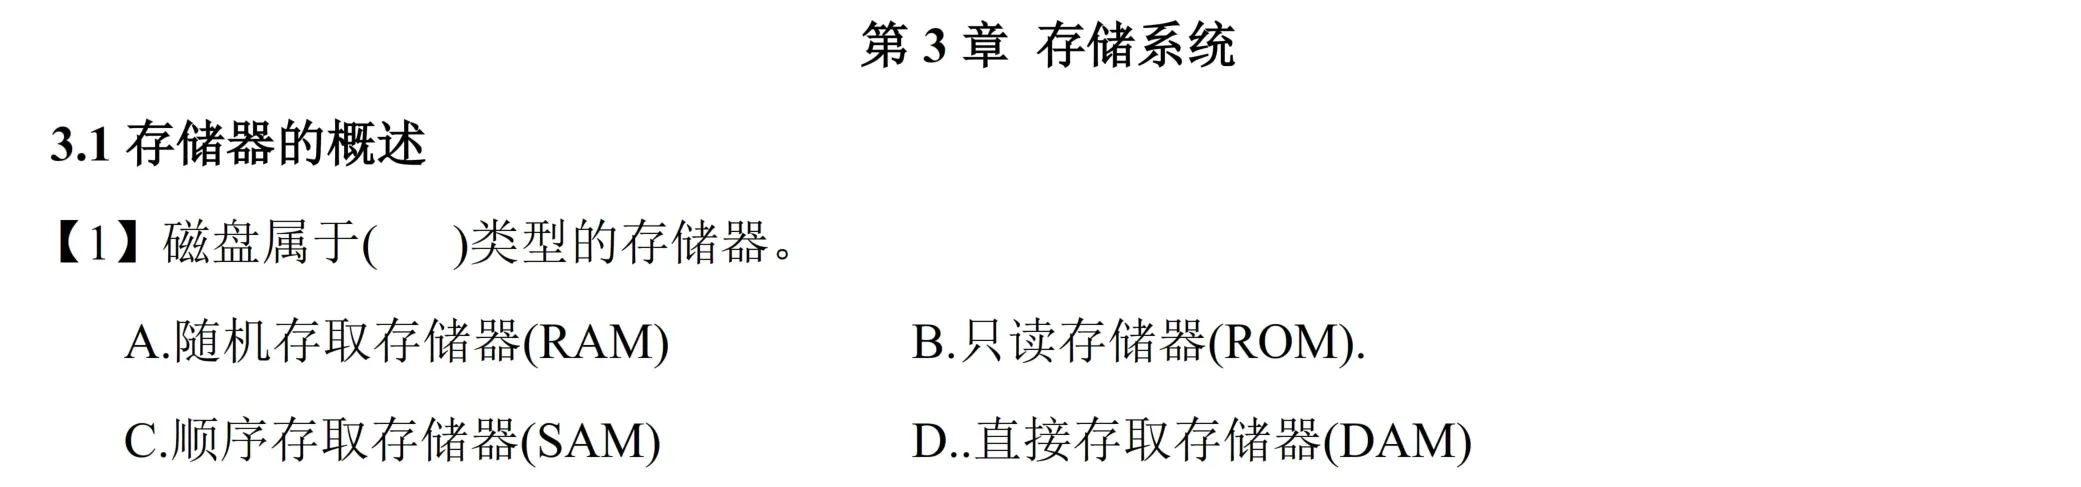 第 3 章 存储系统
3.1 存储器的概述
【1】磁盘属于(    )类型的存储器。
A.随机存取存储器(RAM)    B.只读存储器(ROM).
C.顺序存取存储器(SAM)    D..直接存取存储器(DAM)